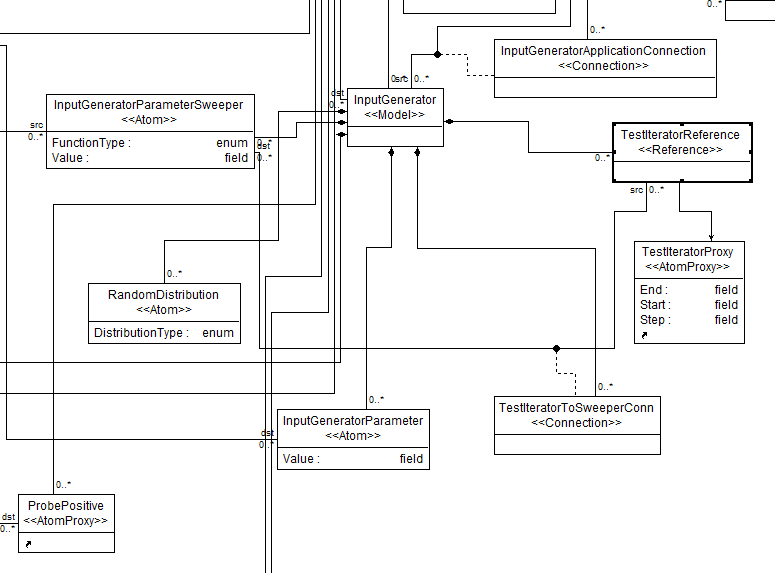 0..*
0..*
InputGeneratorApplicationConnection
<<Connection>>
0..*
dst
0..*
InputGenerator
<<Model>>
InputGeneratorParameterSweeper
<<Atom>>
FunctionType : enum
Value : field
src
0..*
0..*
dst
0..*
TestIteratorReference
<<Reference>>
0..*
src 0..*
TestIteratorProxy
<<AtomProxy>>
End : field
Start : field
Step : field
0..*
RandomDistribution
<<Atom>>
DistributionType : enum
0..*
InputGeneratorParameter
<<Atom>>
Value : field
dst
0..*
0..*
TestIteratorToSweeperConn
<<Connection>>
0..*
ProbePositive
<<AtomProxy>>
dst
0..*